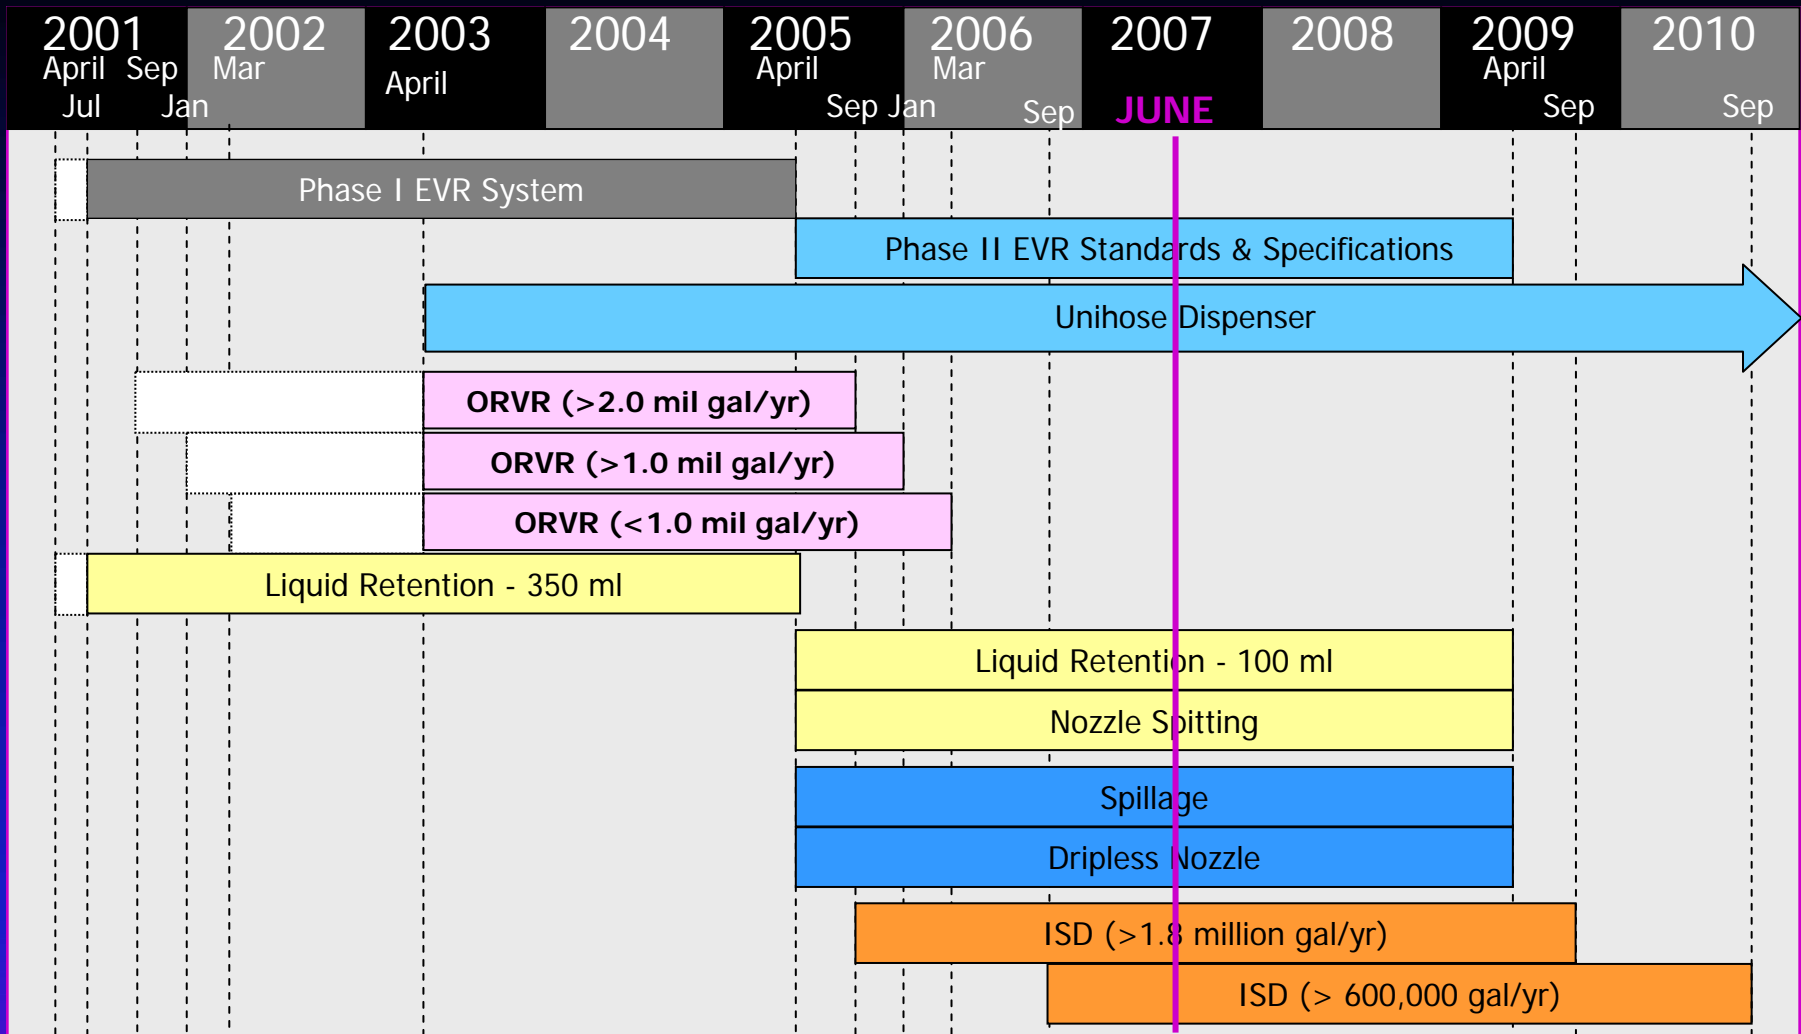 2001 2002 2003 2004 2005 2006 2007 2008 2009 2010
April Sep Mar April April Mar April
Jul Jan Sep Jan Sep JUNE Sep Sep
Phase I EVR System
Phase II EVR Standards & Specifications
Unihose Dispenser
ORVR (>2.0 mil gal/yr)
ORVR (>1.0 mil gal/yr)
ORVR (<1.0 mil gal/yr)
Liquid Retention - 350 ml
Liquid Retention - 100 ml
Nozzle Spitting
Spillage
Dripless Nozzle
ISD (>1.8 million gal/yr)
ISD (> 600,000 gal/yr)